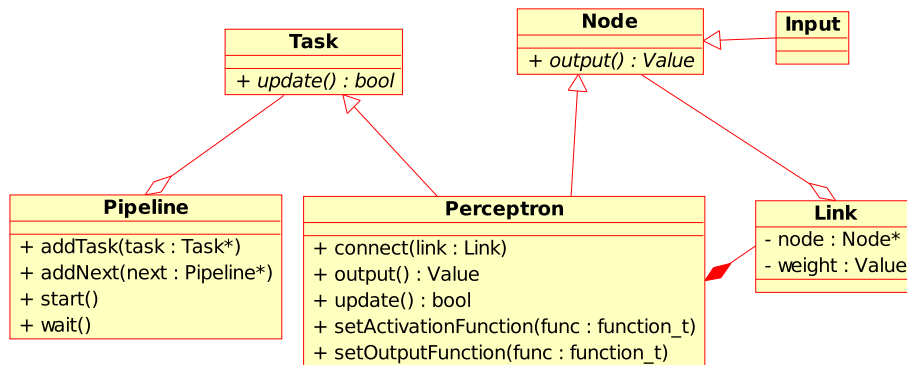 Task
+ update() : bool
Node
+ output() : Value
Input
Pipeline
+ addTask(task : Task*)
+ addNext(next : Pipeline*)
+ start()
+ wait()
Perceptron
+ connect(link : Link)
+ output() : Value
+ update() : bool
+ setActivationFunction(func : function_t)
+ setOutputFunction(func : function_t)
Link
- node : Node*
- weight : Value